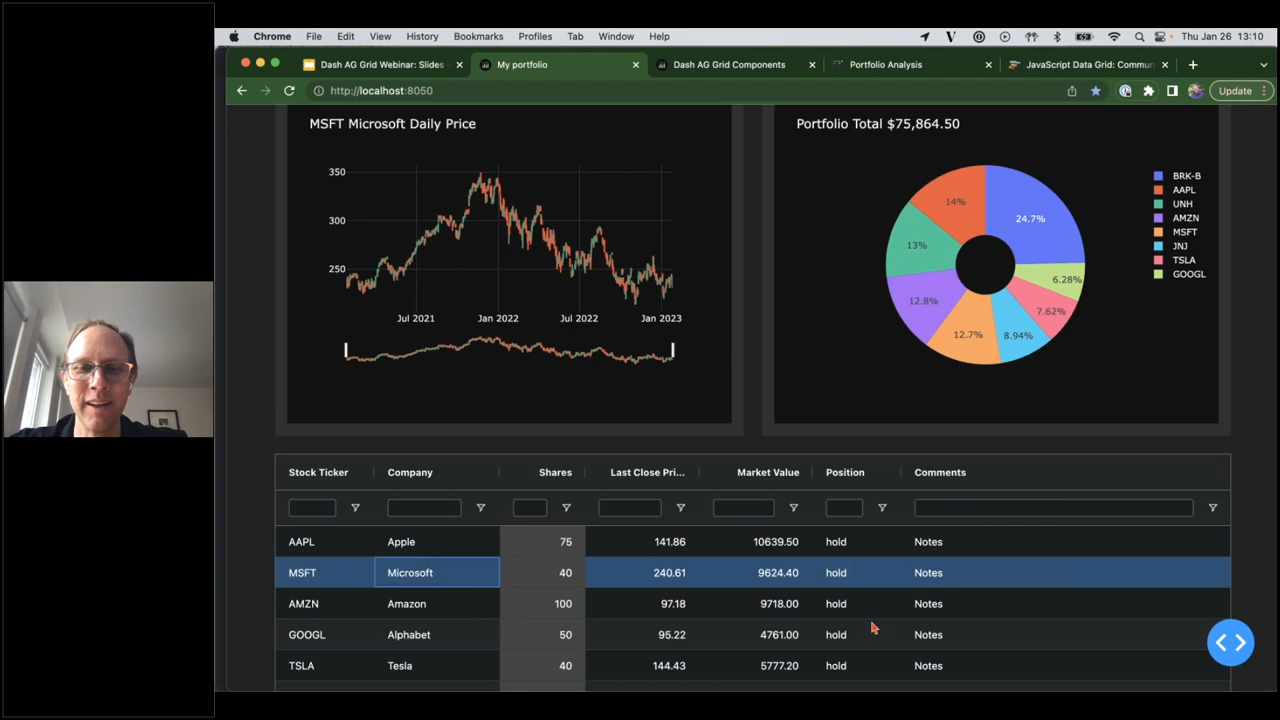 Chrome File Edit View History Bookmarks Profiles Tab Window Help Thu Jan 26 13:10
Dash AG Grid Webinar: Slides - My portfolio Dash AG Grid Components Portfolio Analysis JavaScript Data Grid: Commun
http://localhost:8050 Update
MSFT Microsoft Daily Price
350
300
250
Jul 2021 Jan 2022 Jul 2022 Jan 2023
Portfolio Total $75,864.50
24.7%
14%
13%
12.8%
12.7%
8.94%
7.62%
6.28%
BRK-B
AAPL
UNH
AMZN
MSFT
JNJ
TSLA
GOOGL
Stock Ticker Company Shares Last Close Pri... Market Value Position Comments
AAPL Apple 75 141.86 10639.50 hold Notes
MSFT Microsoft 40 240.61 9624.40 hold Notes
AMZN Amazon 100 97.18 9718.00 hold Notes
GOOGL Alphabet 50 95.22 4761.00 hold Notes
TSLA Tesla 40 144.43 5777.20 hold Notes